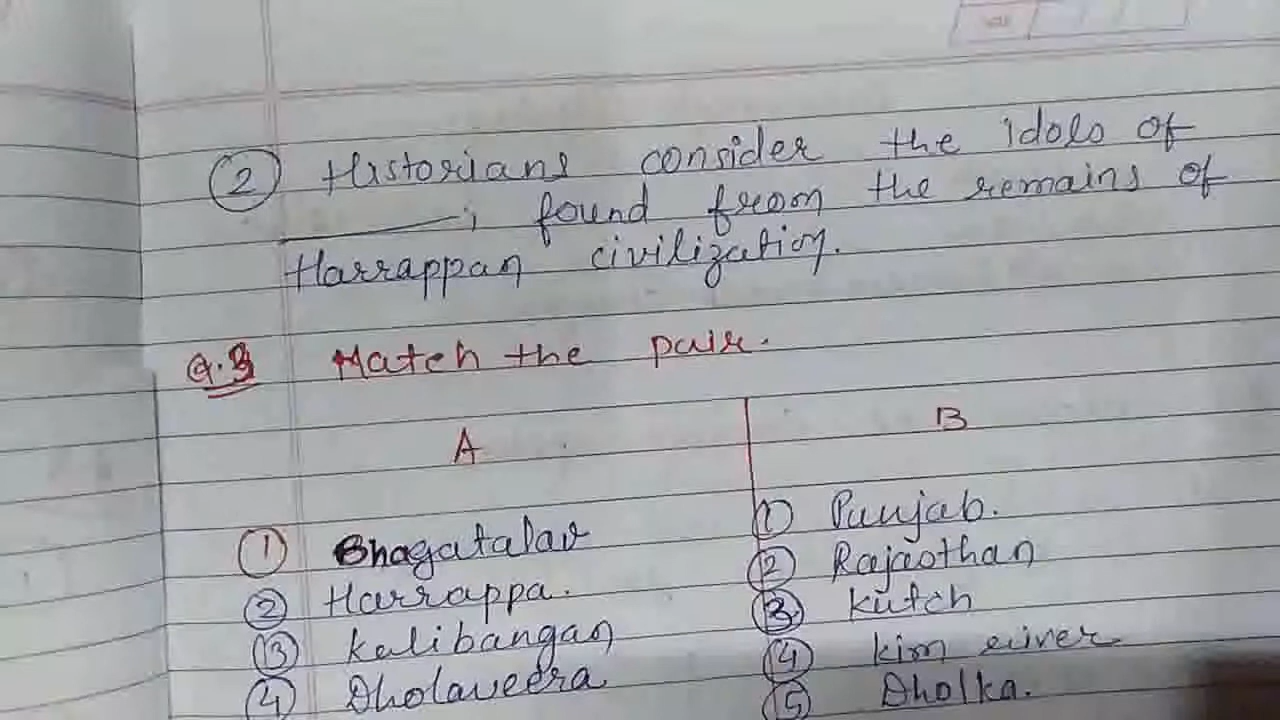 ② Historians consider the idols of
______; found from the remains of
Harrappan civilization.
Q.3 Match the pair.
A B
① Bhagatalav ① Punjab.
② Harrappa. ② Rajasthan
③ Kalibangan ③ Kutch
④ Dholaveera ④ Kim river.
⑤ Dholka.